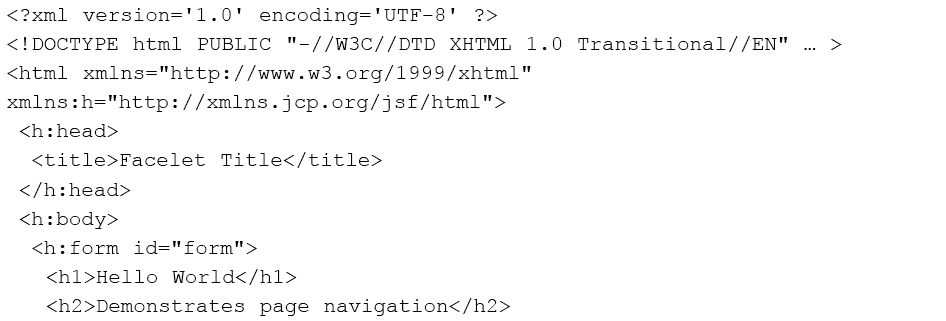 <?xml version='1.0' encoding='UTF-8' ?>
<!DOCTYPE html PUBLIC "-//W3C//DTD XHTML 1.0 Transitional//EN" … >
<html xmlns="http://www.w3.org/1999/xhtml"
xmlns:h="http://xmlns.jcp.org/jsf/html">
<h:head>
<title>Facelet Title</title>
</h:head>
<h:body>
<h:form id="form">
<h1>Hello World</h1>
<h2>Demonstrates page navigation</h2>